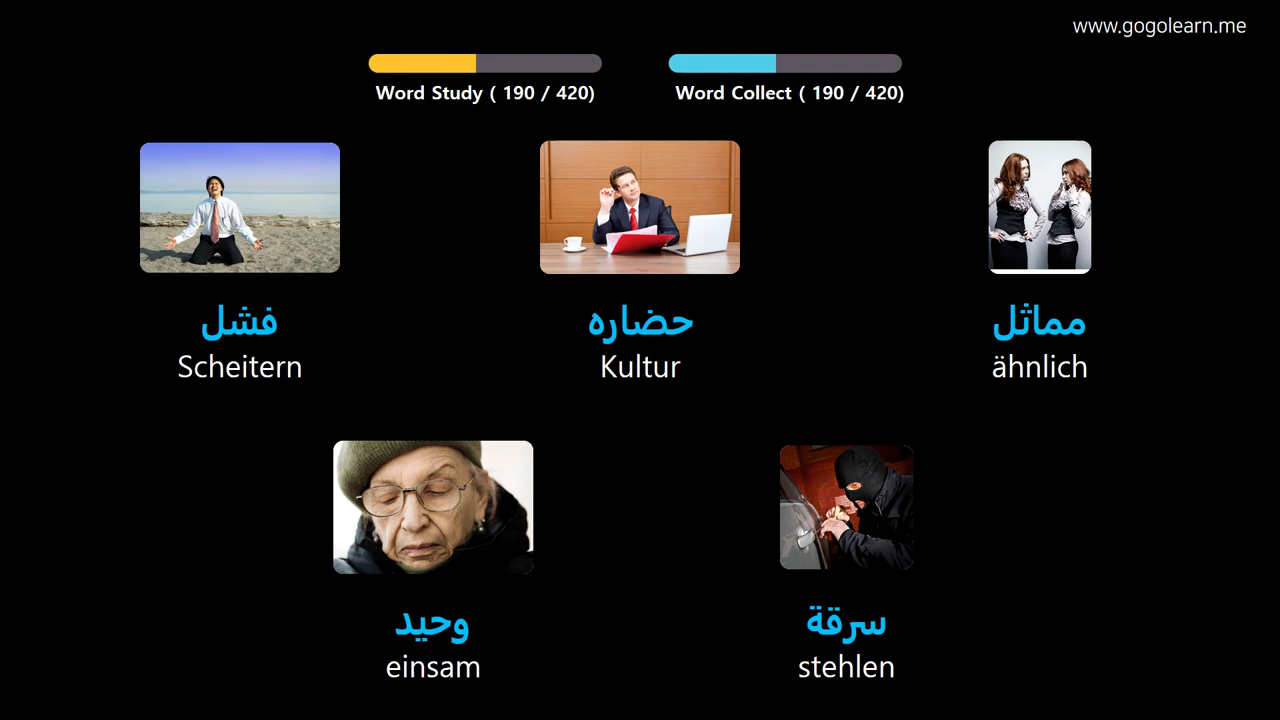 www.gogolearn.me
Word Study ( 190 / 420)
Word Collect ( 190 / 420)
فشل
Scheitern
حضاره
Kultur
مماثل
ähnlich
وحيد
einsam
سرقة
stehlen